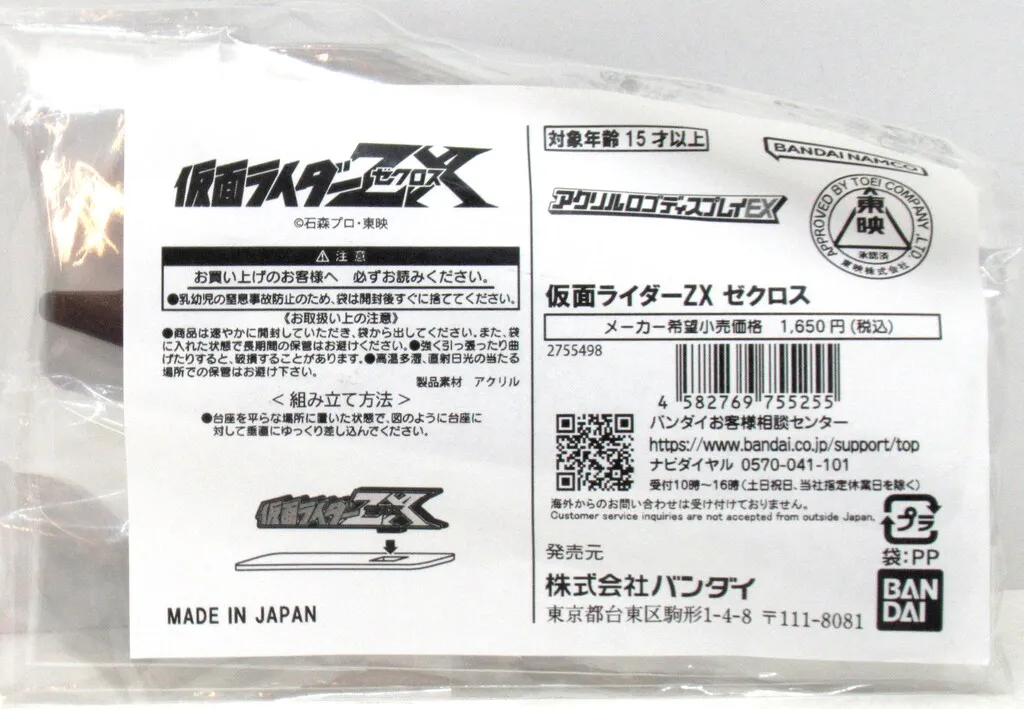 仮面ライダーZX ゼクロス
©石森プロ・東映
⚠ 注意
お買い上げのお客様へ 必ずお読みください。
●乳幼児の窒息事故防止のため、袋は開封後すぐに捨ててください。
《お取扱い上の注意》
●商品は速やかに開封していただき、袋から出してください。また、袋
に入れた状態で長期間の保管はお避けください。●強く引っ張ったり曲
げたりすると、破損することがあります。●高温多湿、直射日光の当たる
場所での保管はお避け下さい。
製品素材 アクリル
＜組み立て方法＞
●台座を平らな場所に置いた状態で、図のように台座に
対して垂直にゆっくり差し込んでください。
仮面ライダーZX
MADE IN JAPAN
対象年齢15才以上
BANDAI NAMCO
アクリルロゴディスプレイEX
APPROVED BY TOEI COMPANY, LTD.
東映
承認済
東映株式会社
仮面ライダーZX ゼクロス
メーカー希望小売価格 1,650円(税込)
2755498
4 582769 755255
バンダイお客様相談センター
https://www.bandai.co.jp/support/top
ナビダイヤル 0570-041-101
受付10時～16時(土日祝日、当社指定休業日を除く)
海外からのお問い合わせは受け付けておりません。
Customer service inquiries are not accepted from outside Japan.
プラ
袋:PP
発売元
株式会社バンダイ
東京都台東区駒形1-4-8 〒111-8081
BAN
DAI